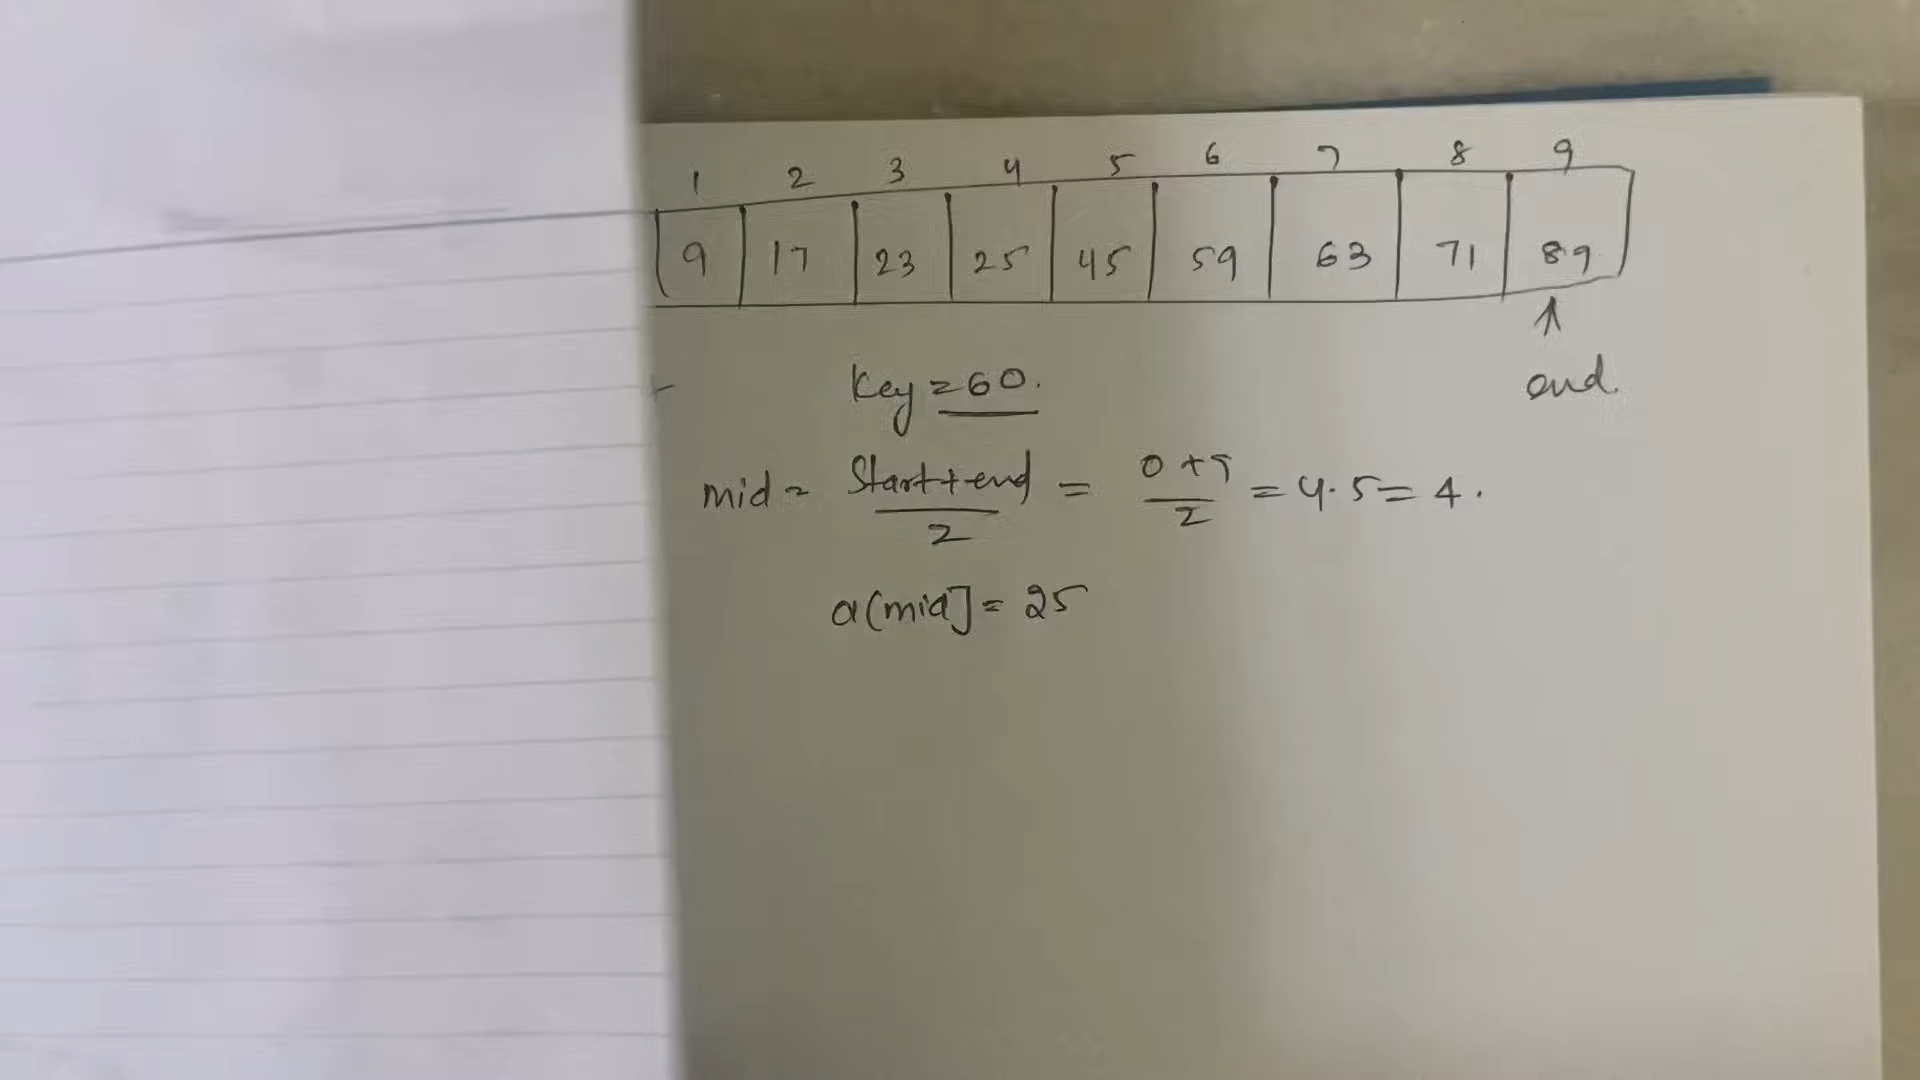 1 2 3 4 5 6 7 8 9
9 17 23 25 45 59 63 71 89
end.
Key = 60.
mid = Start+end / 2 = 0+9 / 2 = 4.5 = 4.
a[mid] = 25